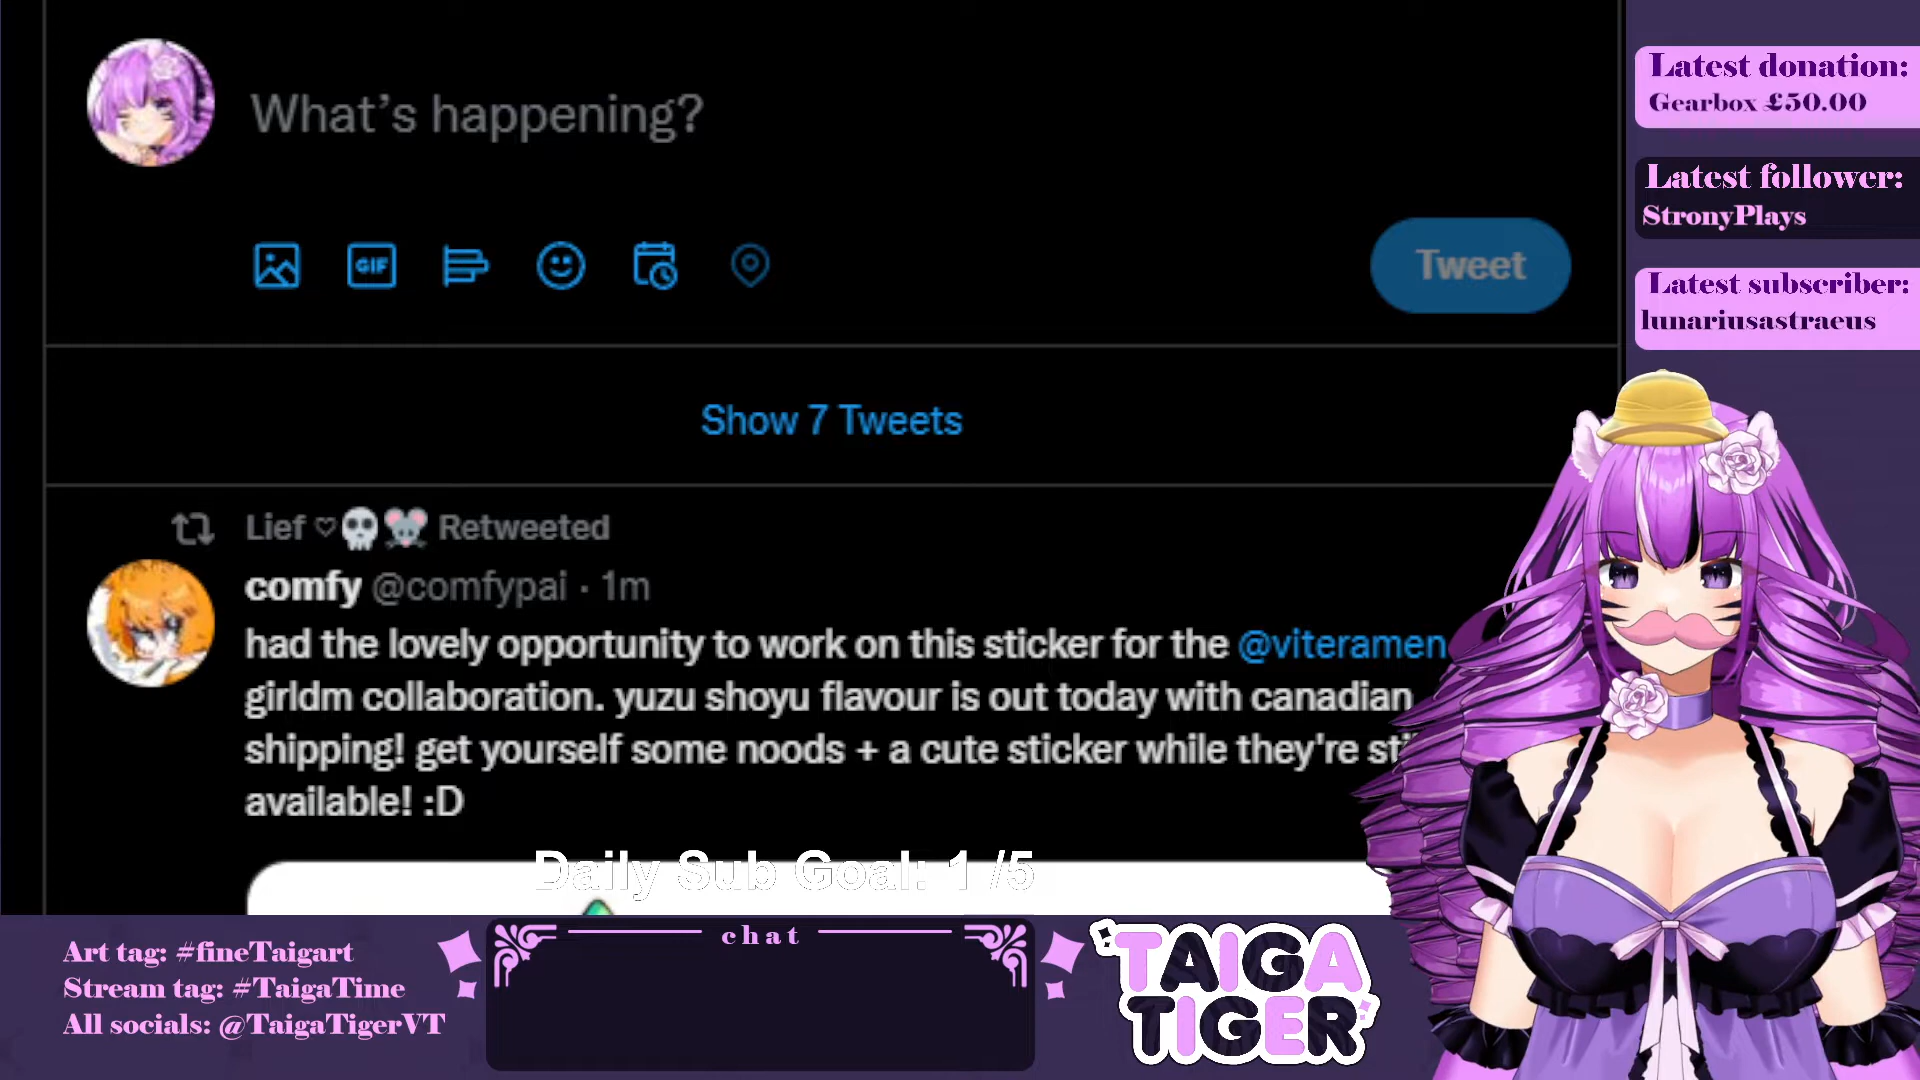 What's happening?
GIF
Tweet
Show 7 Tweets
Lief ♡💀🐭 Retweeted
comfy @comfypai · 1m
had the lovely opportunity to work on this sticker for the @viteramen
girldm collaboration. yuzu shoyu flavour is out today with canadian
shipping! get yourself some noods + a cute sticker while they're
available! :D
Daily Sub Goal: 1 /5
Latest donation:
Gearbox £50.00
Latest follower:
StronyPlays
Latest subscriber:
lunariusastraeus
Art tag: #fineTaigart
Stream tag: #TaigaTime
All socials: @TaigaTigerVT
chat
TAIGA
TIGER